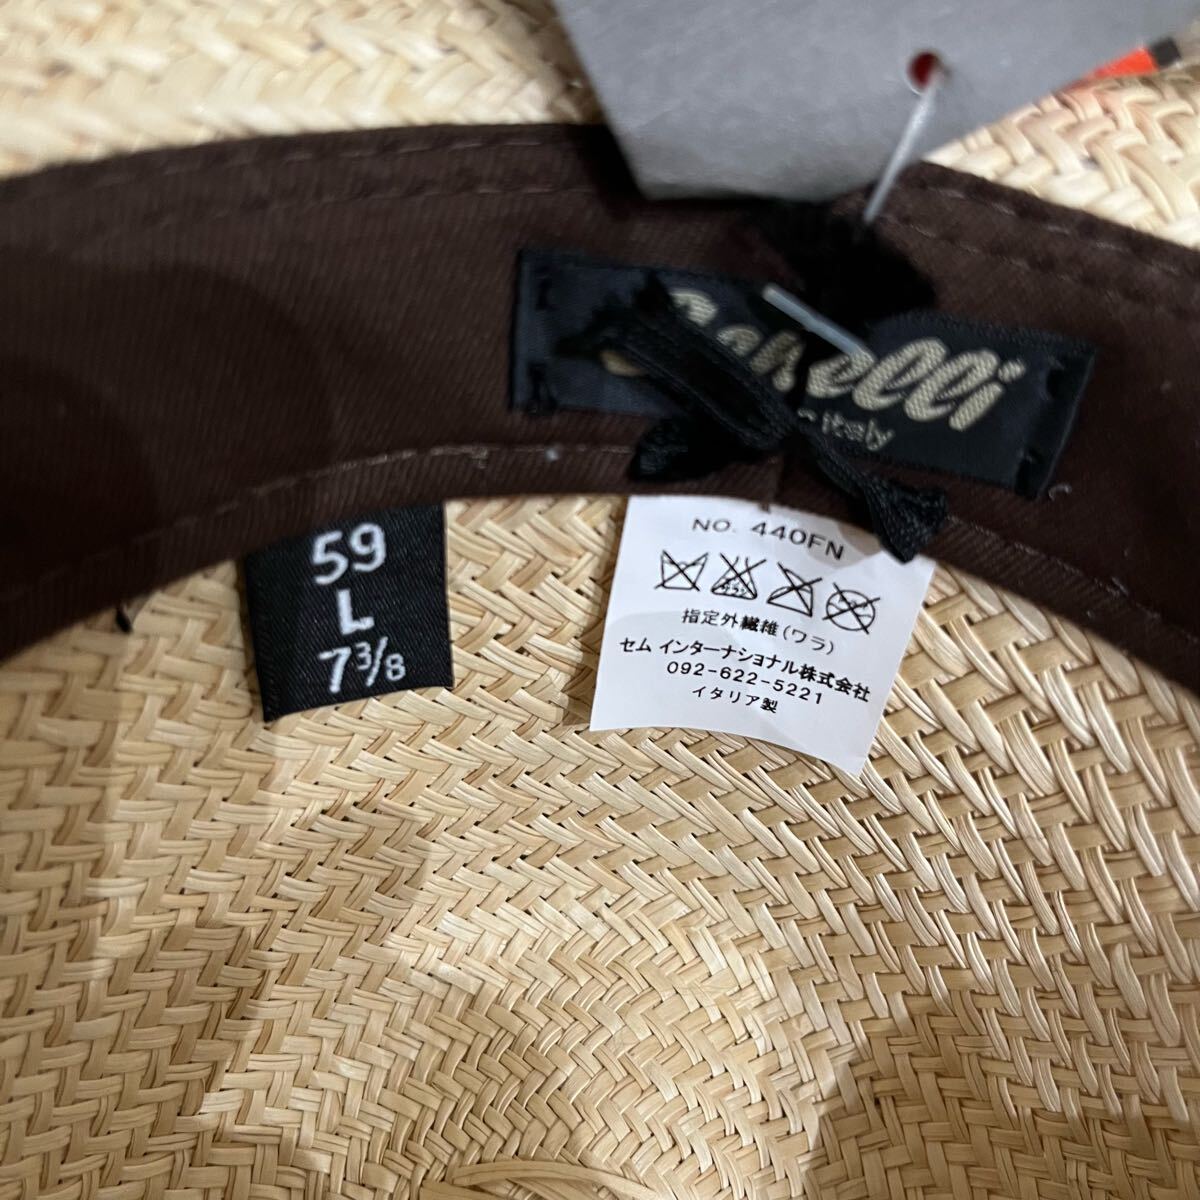 italy
59
L
7 3/8
NO. 440FN
指定外繊維(ワラ)
セム インターナショナル株式会社
092-622-5221
イタリア製